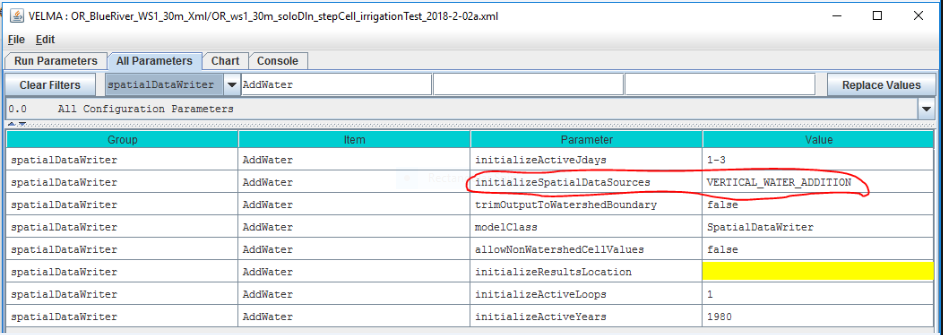 VELMA : OR_BlueRiver_WS1_30m_Xml/OR_ws1_30m_soloDIn_stepCell_irrigationTest_2018-2-02a.xml
File Edit
Run Parameters All Parameters Chart Console
Clear Filters spatialDataWriter AddWater Replace Values
0.0 All Configuration Parameters
Group Item Parameter Value
spatialDataWriter AddWater initializeActiveJdays 1-3
spatialDataWriter AddWater initializeSpatialDataSources VERTICAL_WATER_ADDITION
spatialDataWriter AddWater trimOutputToWatershedBoundary false
spatialDataWriter AddWater modelClass SpatialDataWriter
spatialDataWriter AddWater allowNonWatershedCellValues false
spatialDataWriter AddWater initializeResultsLocation
spatialDataWriter AddWater initializeActiveLoops 1
spatialDataWriter AddWater initializeActiveYears 1980